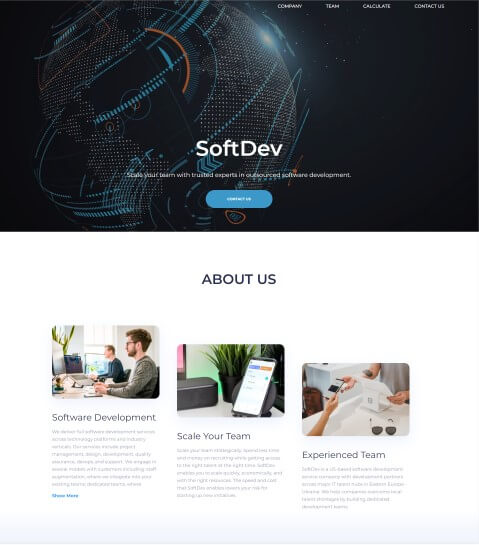 COMPANY TEAM CALCULATE CONTACT US
SoftDev
Scale your team with trusted experts in outsourced software development.
CONTACT US
ABOUT US
Software Development
We deliver full software development services
across technology platforms and industry
verticals. Our services include project
management, design, development, quality
assurance, devops and support. We engage in
several models with customers including: staff
augmentation, where we integrate into your
existing teams; dedicated teams, where
Show More
Scale Your Team
Scale your team strategically. Spend less time
and money on recruiting while getting access
to the right talent at the right time. SoftDev
enables you to scale quickly, economically, and
with the right resources. The speed and cost
that SoftDev enables lowers your risk for
starting up new initiatives.
Experienced Team
SoftDev is a US-based software development
service company with development partners
across major IT talent hubs in Eastern Europe
Ukraine. We help companies overcome local
talent shortages by building dedicated
development teams.